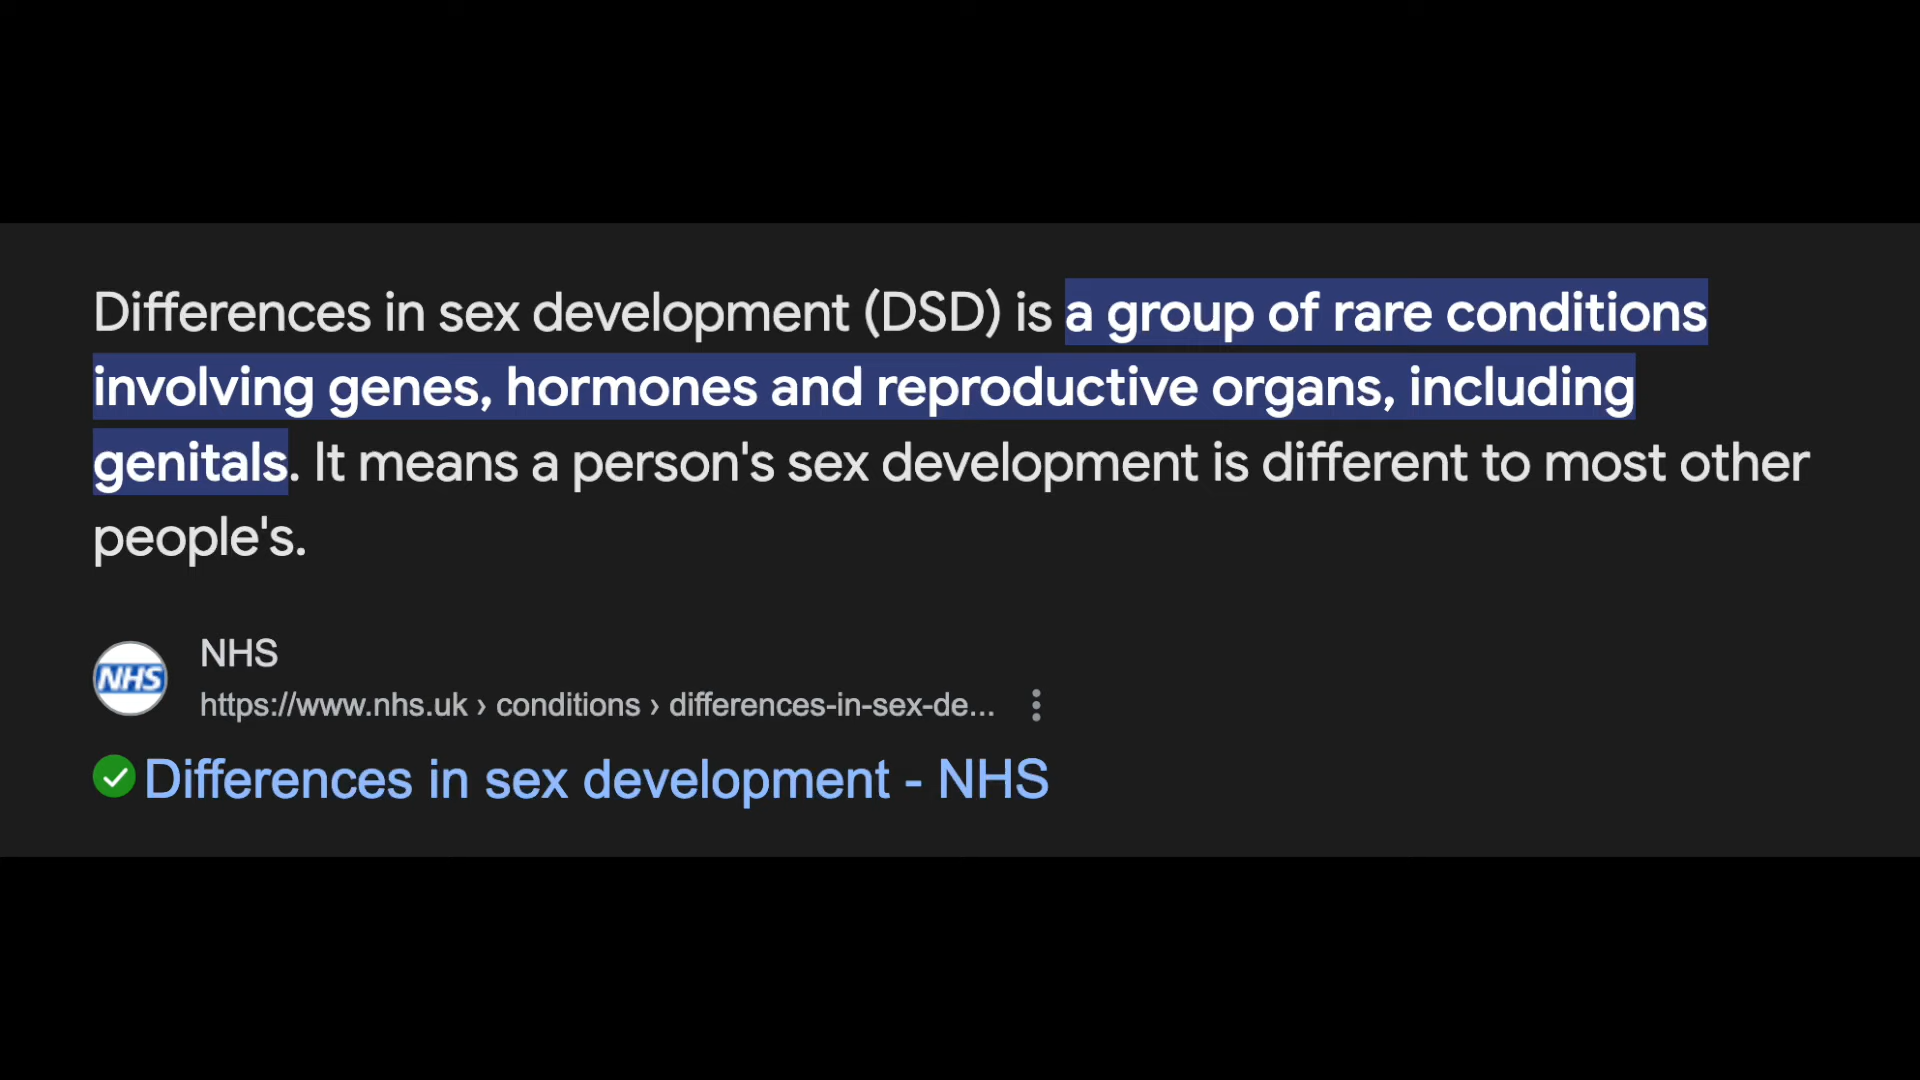 Differences in sex development (DSD) is a group of rare conditions
involving genes, hormones and reproductive organs, including
genitals. It means a person's sex development is different to most other
people's.
NHS
NHS
https://www.nhs.uk › conditions › differences-in-sex-de...
Differences in sex development - NHS